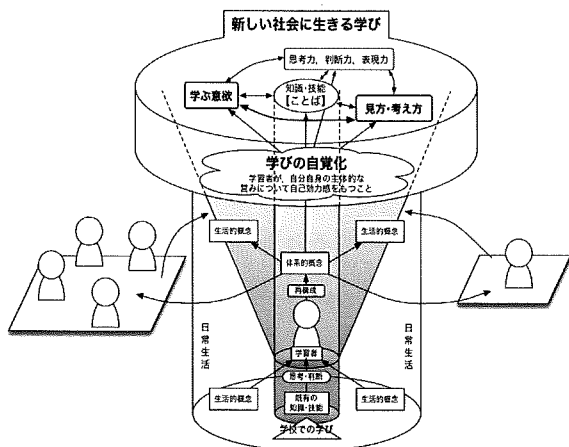 新しい社会に生きる学び
思考力、判断力、表現力
学ぶ意欲
知識・技能
【ことば】
見方・考え方
学びの自覚化
学習者が、自分自身の主体的な
営みについて自己効力感をもつこと
生活的概念
生活的概念
体系的概念
再構成
日常生活
日常生活
学習者
思考・判断
生活的概念
既有の
知識・技能
生活的概念
学校での学び